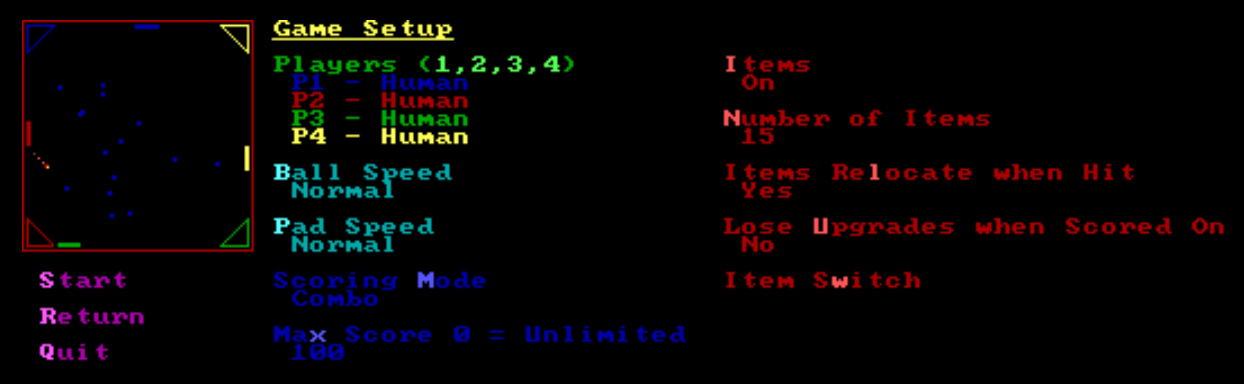 Game Setup
Players (1,2,3,4)
P1 - Human
P2 - Human
P3 - Human
P4 - Human
Ball Speed
Normal
Pad Speed
Normal
Scoring Mode
Combo
Max Score 0 = Unlimited
100
Items
On
Number of Items
15
Items Relocate when Hit
Yes
Lose Upgrades when Scored On
No
Item Switch
Start
Return
Quit